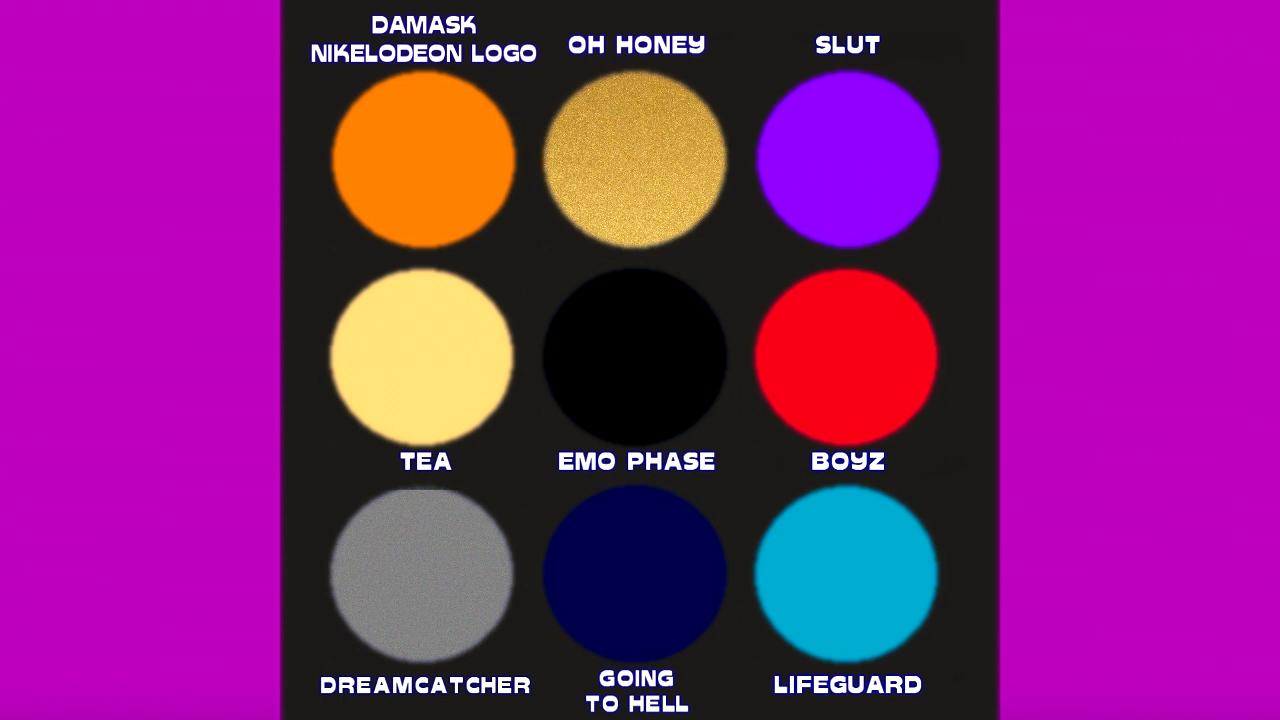 DAMASK
NIKELODEON LOGO
OH HONEY
SLUT
TEA
EMO PHASE
BOYZ
DREAMCATCHER
GOING
TO HELL
LIFEGUARD